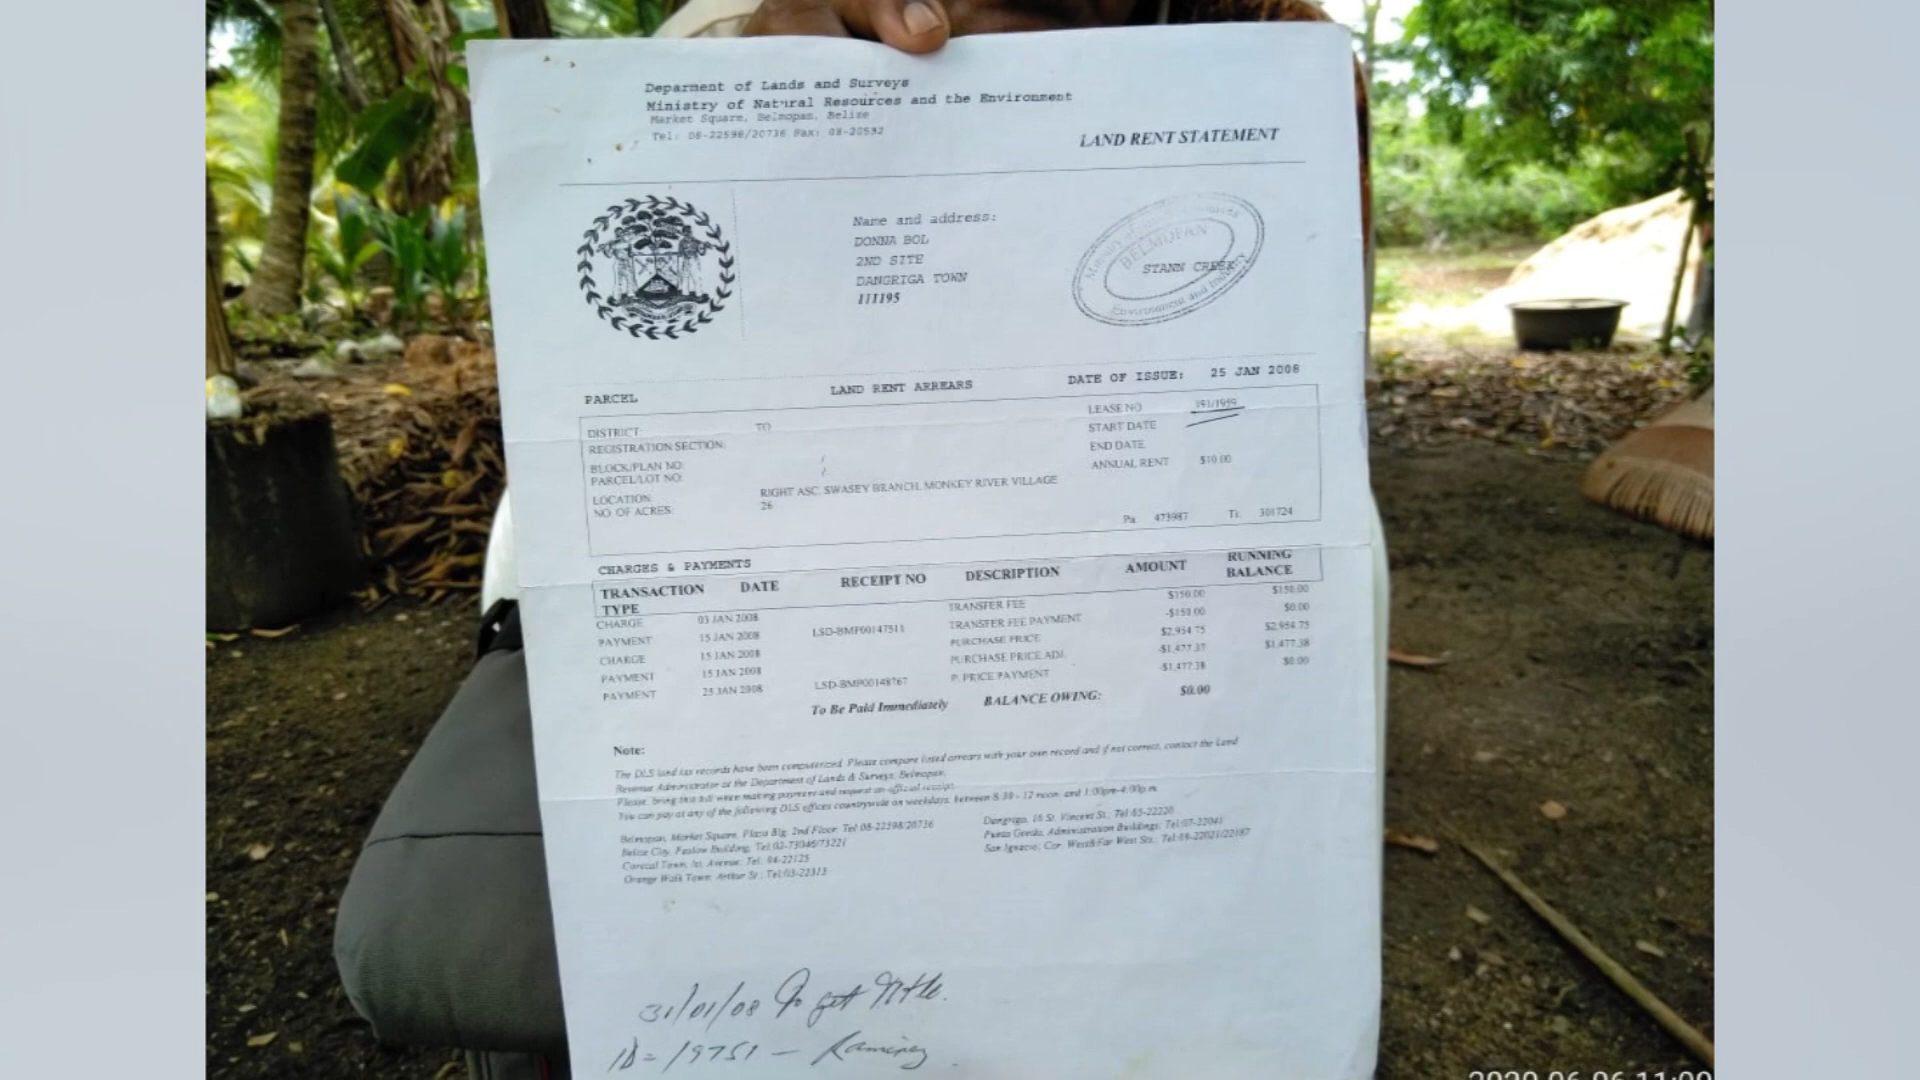 Deparment of Lands and Surveys
Ministry of Natural Resources and the Environment
Market Square, Belmopan, Belize
Tel: 08-22598/20736 Fax: 08-20532
LAND RENT STATEMENT
Name and address:
DONNA BOL
2ND SITE
DANGRIGA TOWN
111195
BELMOPAN
STANN CREEK
Environment and Industry
PARCEL LAND RENT ARREARS DATE OF ISSUE: 25 JAN 2008
DISTRICT: TO LEASE NO 191/1959
REGISTRATION SECTION: START DATE
BLOCK/PLAN NO: / END DATE
PARCEL/LOT NO: / ANNUAL RENT $10.00
LOCATION: RIGHT ASC. SWASEY BRANCH, MONKEY RIVER VILLAGE
NO. OF ACRES: 26
Pa 473987 Ti 301724
CHARGES & PAYMENTS
TRANSACTION TYPE DATE RECEIPT NO DESCRIPTION AMOUNT RUNNING BALANCE
CHARGE 03 JAN 2008 TRANSFER FEE $150.00 $150.00
PAYMENT 15 JAN 2008 LSD-BMP00147511 TRANSFER FEE PAYMENT -$150.00 $0.00
CHARGE 15 JAN 2008 PURCHASE PRICE $2,954.75 $2,954.75
PAYMENT 15 JAN 2008 PURCHASE PRICE ADJ. -$1,477.37 $1,477.38
PAYMENT 25 JAN 2008 LSD-BMP00148767 P. PRICE PAYMENT -$1,477.38 $0.00
To Be Paid Immediately BALANCE OWING: $0.00
Note:
The DLS land tax records have been computerized. Please compare listed arrears with your own record and if not correct, contact the Land
Revenue Administrator at the Department of Lands & Surveys, Belmopan.
Please, bring this bill when making payment and request an official receipt.
You can pay at any of the following DLS offices countrywide on weekdays, between 8:30 - 12 noon and 1:00pm-4:00p.m.
Belmopan, Market Square, Plaza Blg. 2nd Floor: Tel 08-22598/20736
Belize City, Fabian Building, Tel:02-73046/73221
Corozal Town, 1st Avenue: Tel: 04-22125
Orange Walk Town: Arthur St.: Tel:03-22323
Dangriga, 16 St. Vincent St.; Tel:05-22220
Punta Gorda, Administration Buildings; Tel:07-22041
San Ignacio; Cor. West&Far West Sts.; Tel:09-22021/22187
31/01/08 To get title.
ID = 19751 - Ramirez